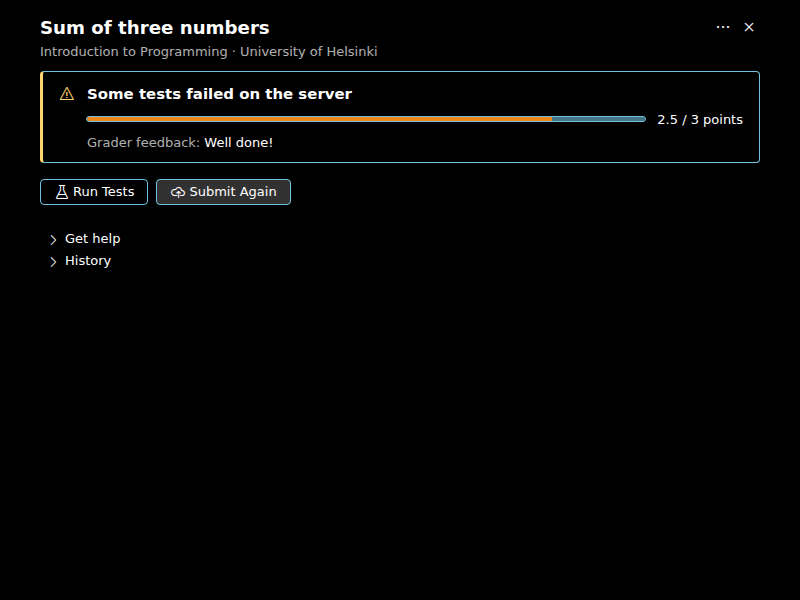 Sum of three numbers
Introduction to Programming · University of Helsinki
Some tests failed on the server
2.5 / 3 points
Grader feedback: Well done!
Run Tests
Submit Again
Get help
History